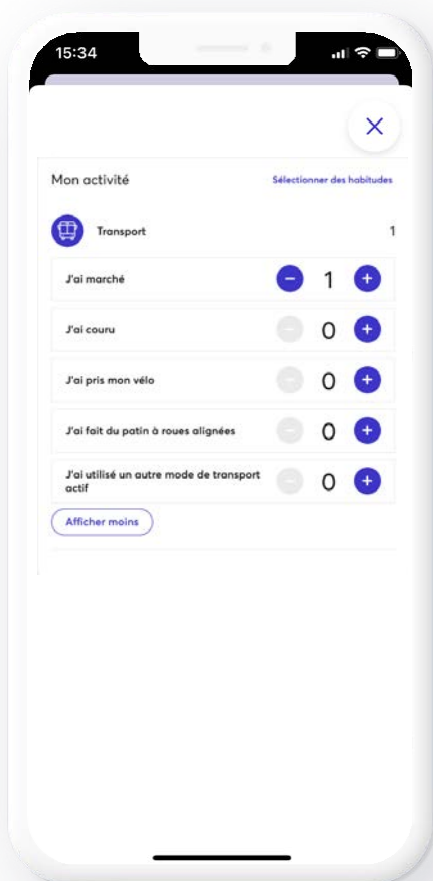 15:34
Mon activité
Sélectionner des habitudes
Transport
1
J'ai marché
1
J'ai couru
0
J'ai pris mon vélo
0
J'ai fait du patin à roues alignées
0
J'ai utilisé un autre mode de transport
actif
0
Afficher moins